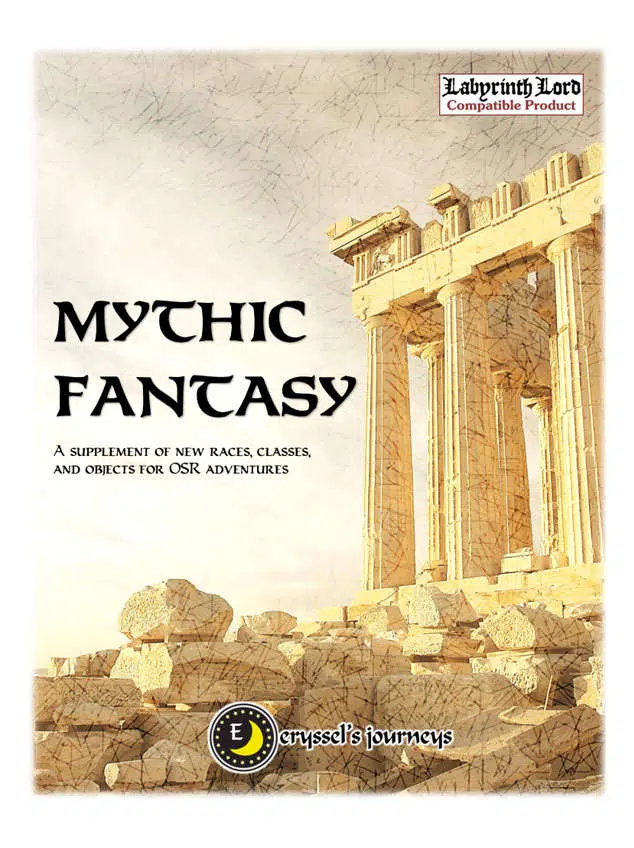 Labyrinth Lord
Compatible Product
MYTHIC
FANTASY
A SUPPLEMENT OF NEW RACES, CLASSES,
AND OBJECTS FOR OSR ADVENTURES
E eryssel's journeys